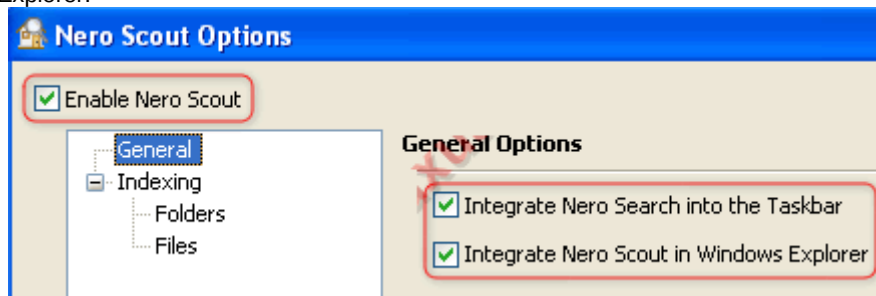 Explorer.
Nero Scout Options
Enable Nero Scout
General
Indexing
Folders
Files
General Options
Integrate Nero Search into the Taskbar
Integrate Nero Scout in Windows Explorer